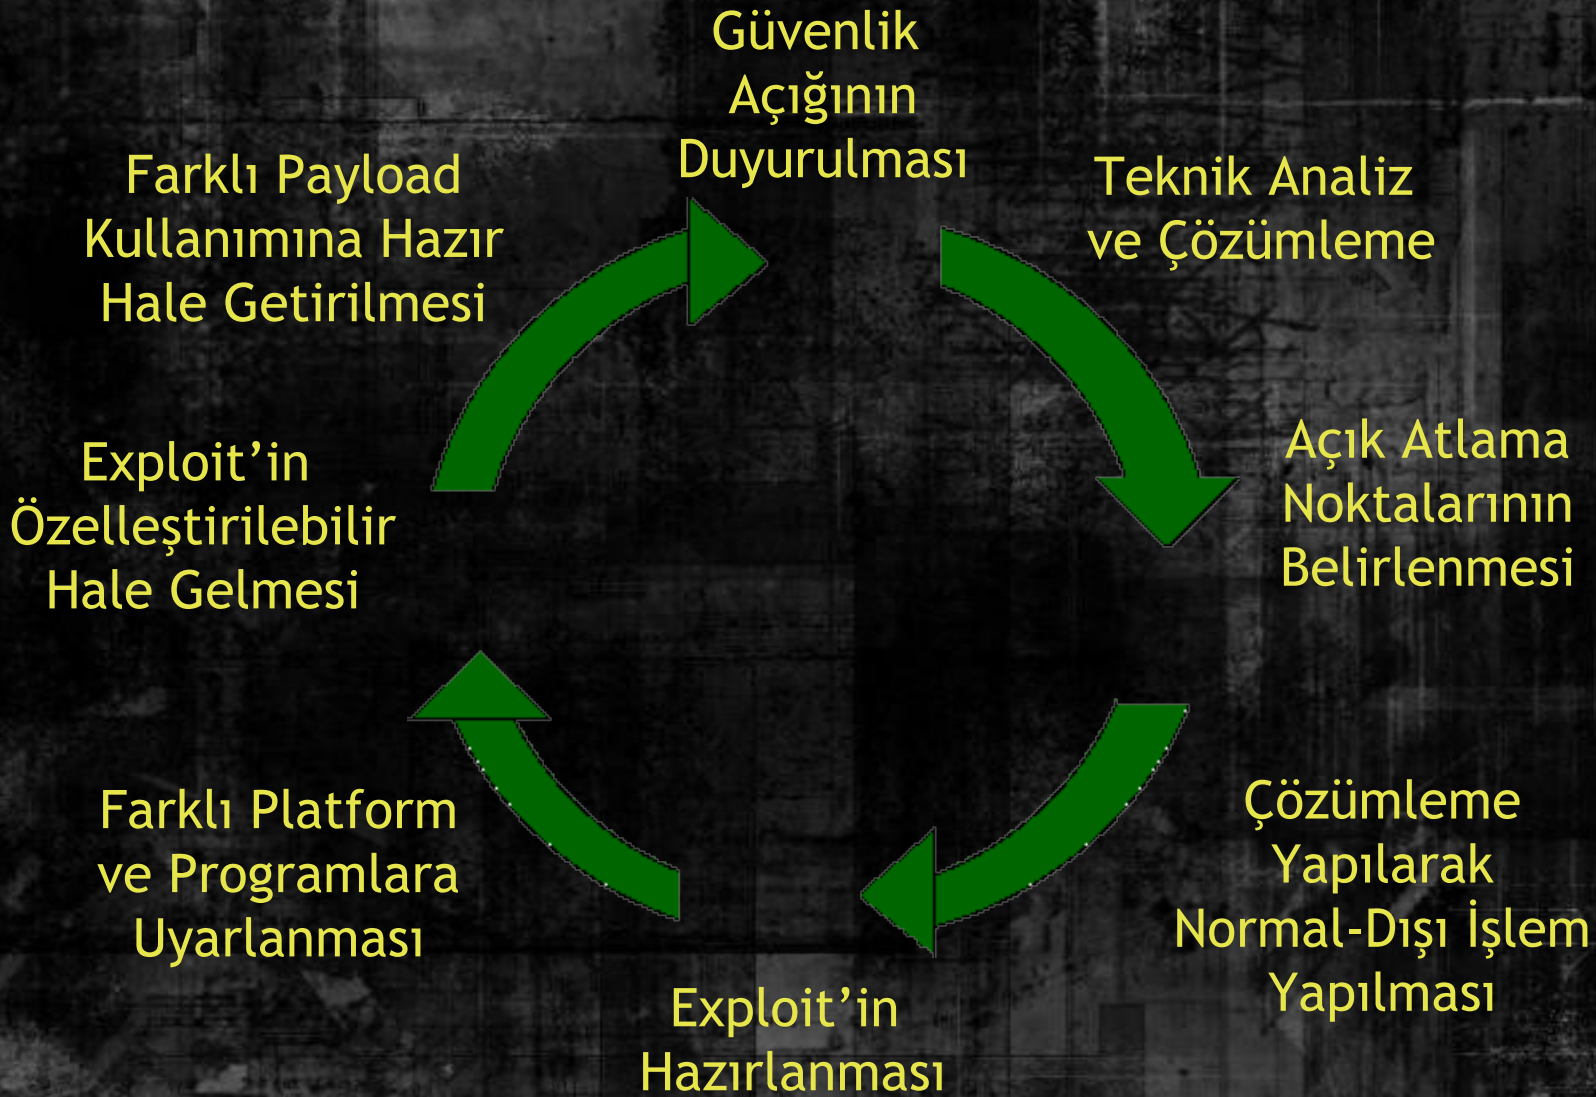 Güvenlik
Açığının
Duyurulması
Teknik Analiz
ve Çözümleme
Açık Atlama
Noktalarının
Belirlenmesi
Çözümleme
Yapılarak
Normal-Dışı İşlem
Yapılması
Exploit’in
Hazırlanması
Farklı Platform
ve Programlara
Uyarlanması
Exploit’in
Özelleştirilebilir
Hale Gelmesi
Farklı Payload
Kullanımına Hazır
Hale Getirilmesi